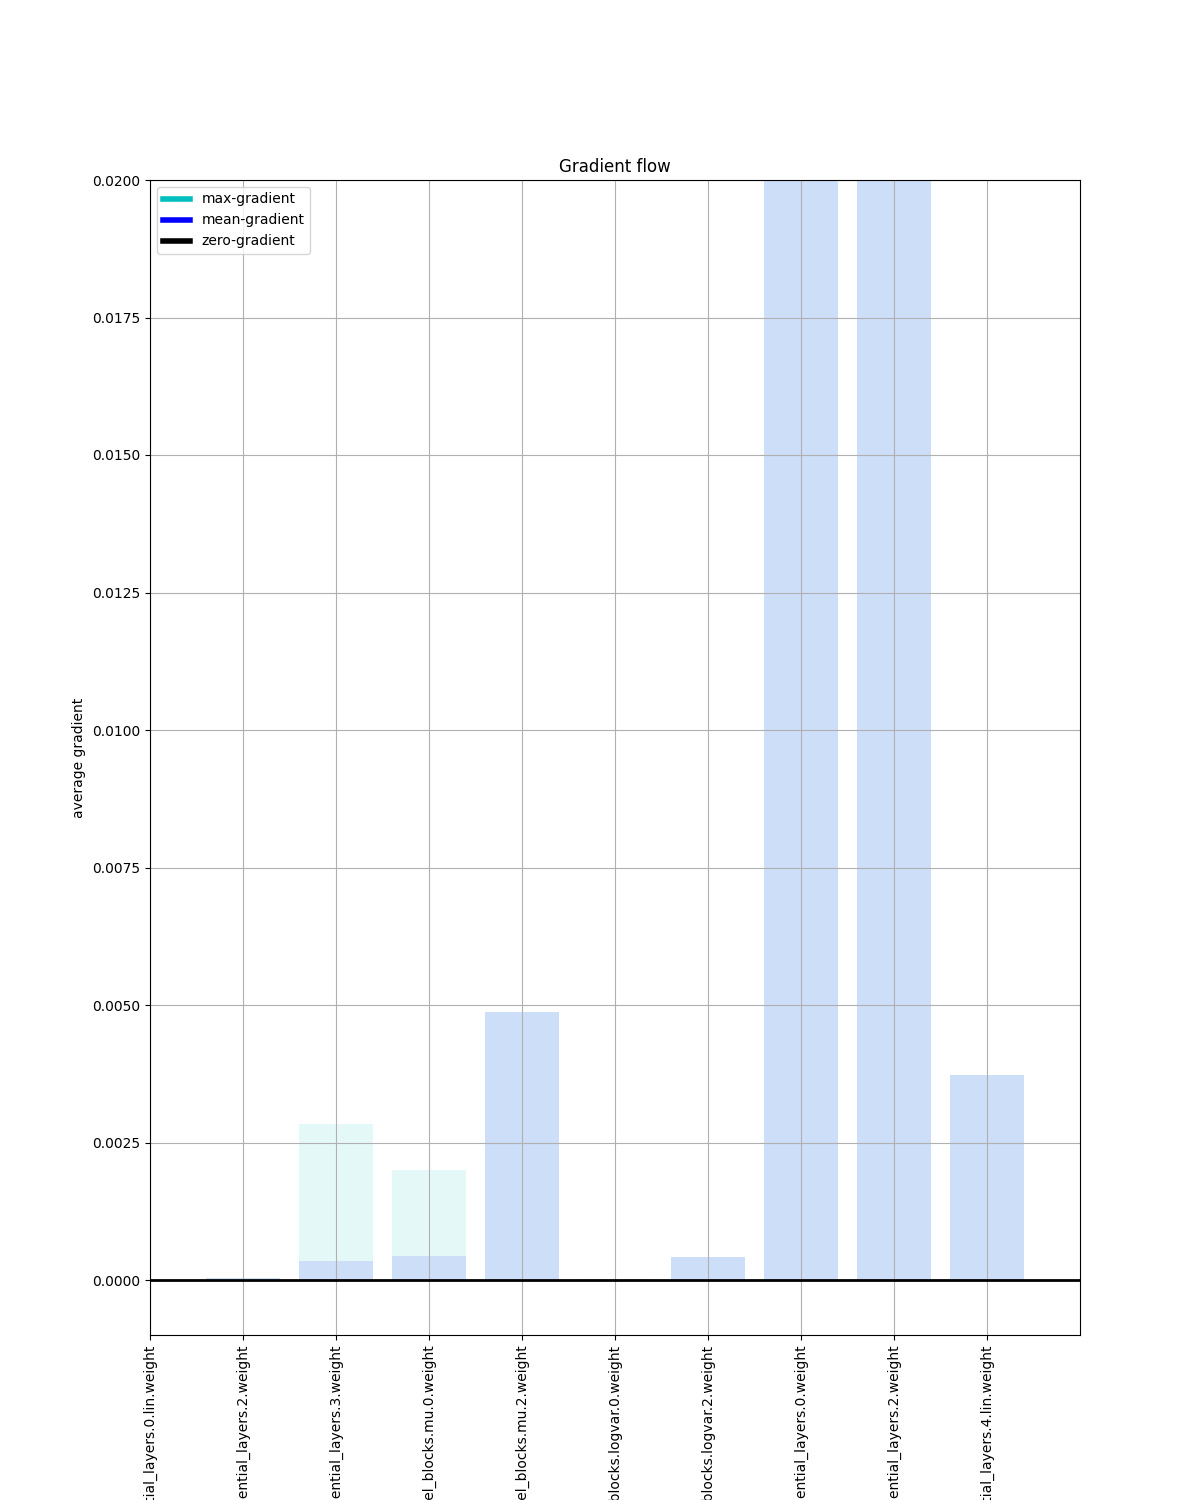 Gradient flow
max-gradient
mean-gradient
zero-gradient
0.0200
0.0175
0.0150
0.0125
0.0100
0.0075
0.0050
0.0025
0.0000
average gradient
tial_layers.0.lin.weight
ential_layers.2.weight
ential_layers.3.weight
el_blocks.mu.0.weight
el_blocks.mu.2.weight
blocks.logvar.0.weight
blocks.logvar.2.weight
ential_layers.0.weight
ential_layers.2.weight
tial_layers.4.lin.weight